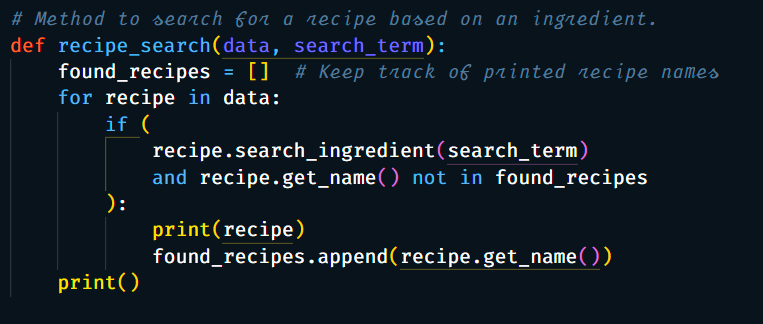 # Method to search for a recipe based on an ingredient.
def recipe_search(data, search_term):
    found_recipes = []  # Keep track of printed recipe names
    for recipe in data:
        if (
            recipe.search_ingredient(search_term)
            and recipe.get_name() not in found_recipes
        ):
            print(recipe)
            found_recipes.append(recipe.get_name())
    print()